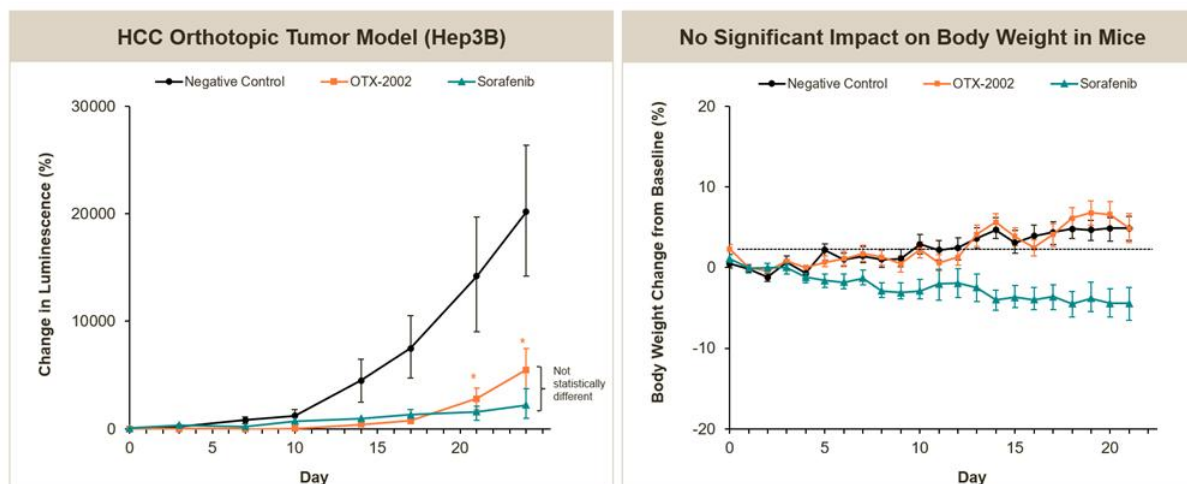 HCC Orthotopic Tumor Model (Hep3B)
Negative Control OTX-2002 Sorafenib
Change in Luminescence (%)
30000
20000
10000
0
0 5 10 15 20
Day
*
*
Not
statistically
different
No Significant Impact on Body Weight in Mice
Negative Control OTX-2002 Sorafenib
Body Weight Change from Baseline (%)
20
10
0
-10
-20
0 5 10 15 20
Day